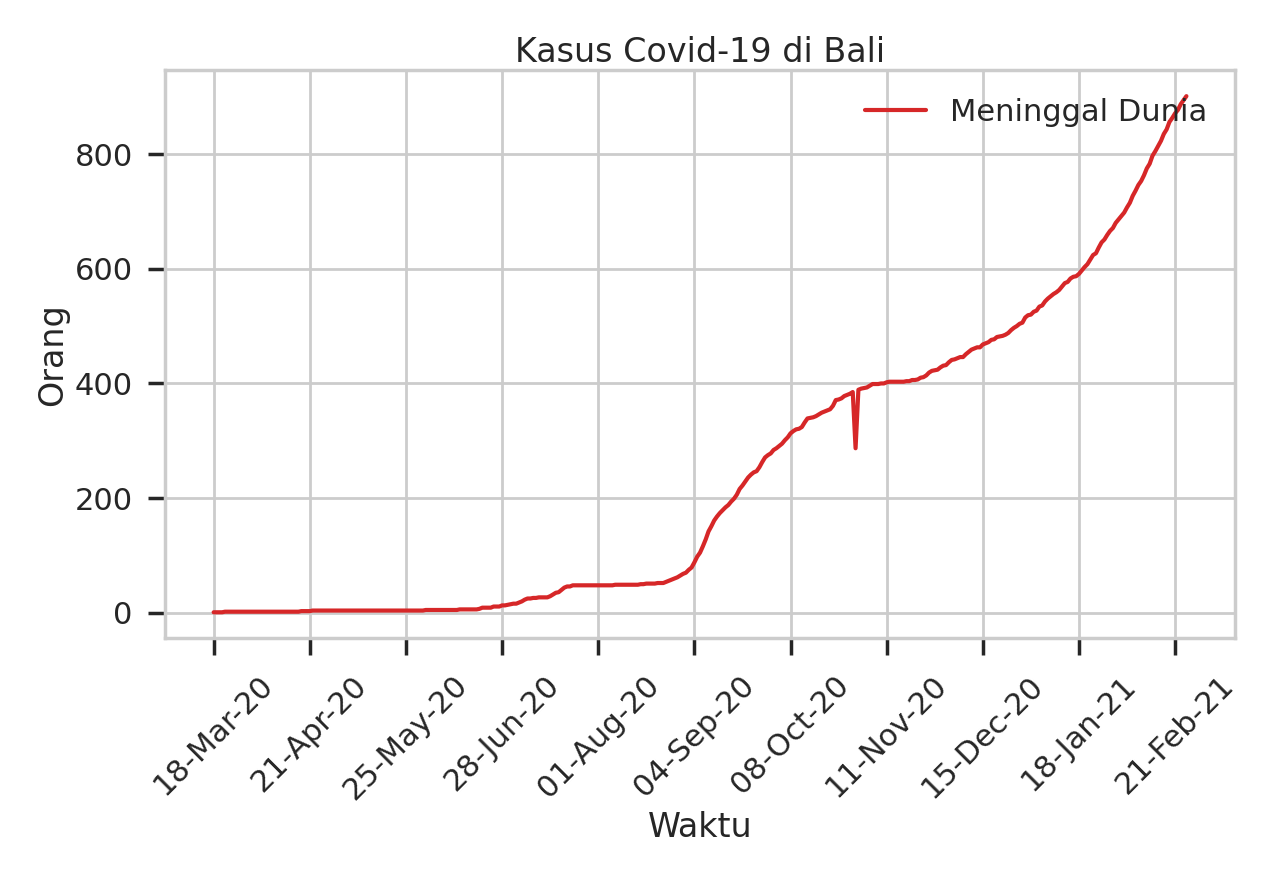 Kasus Covid-19 di Bali
Meninggal Dunia
Orang
800
600
400
200
0
18-Mar-20
21-Apr-20
25-May-20
28-Jun-20
01-Aug-20
04-Sep-20
08-Oct-20
11-Nov-20
15-Dec-20
18-Jan-21
21-Feb-21
Waktu